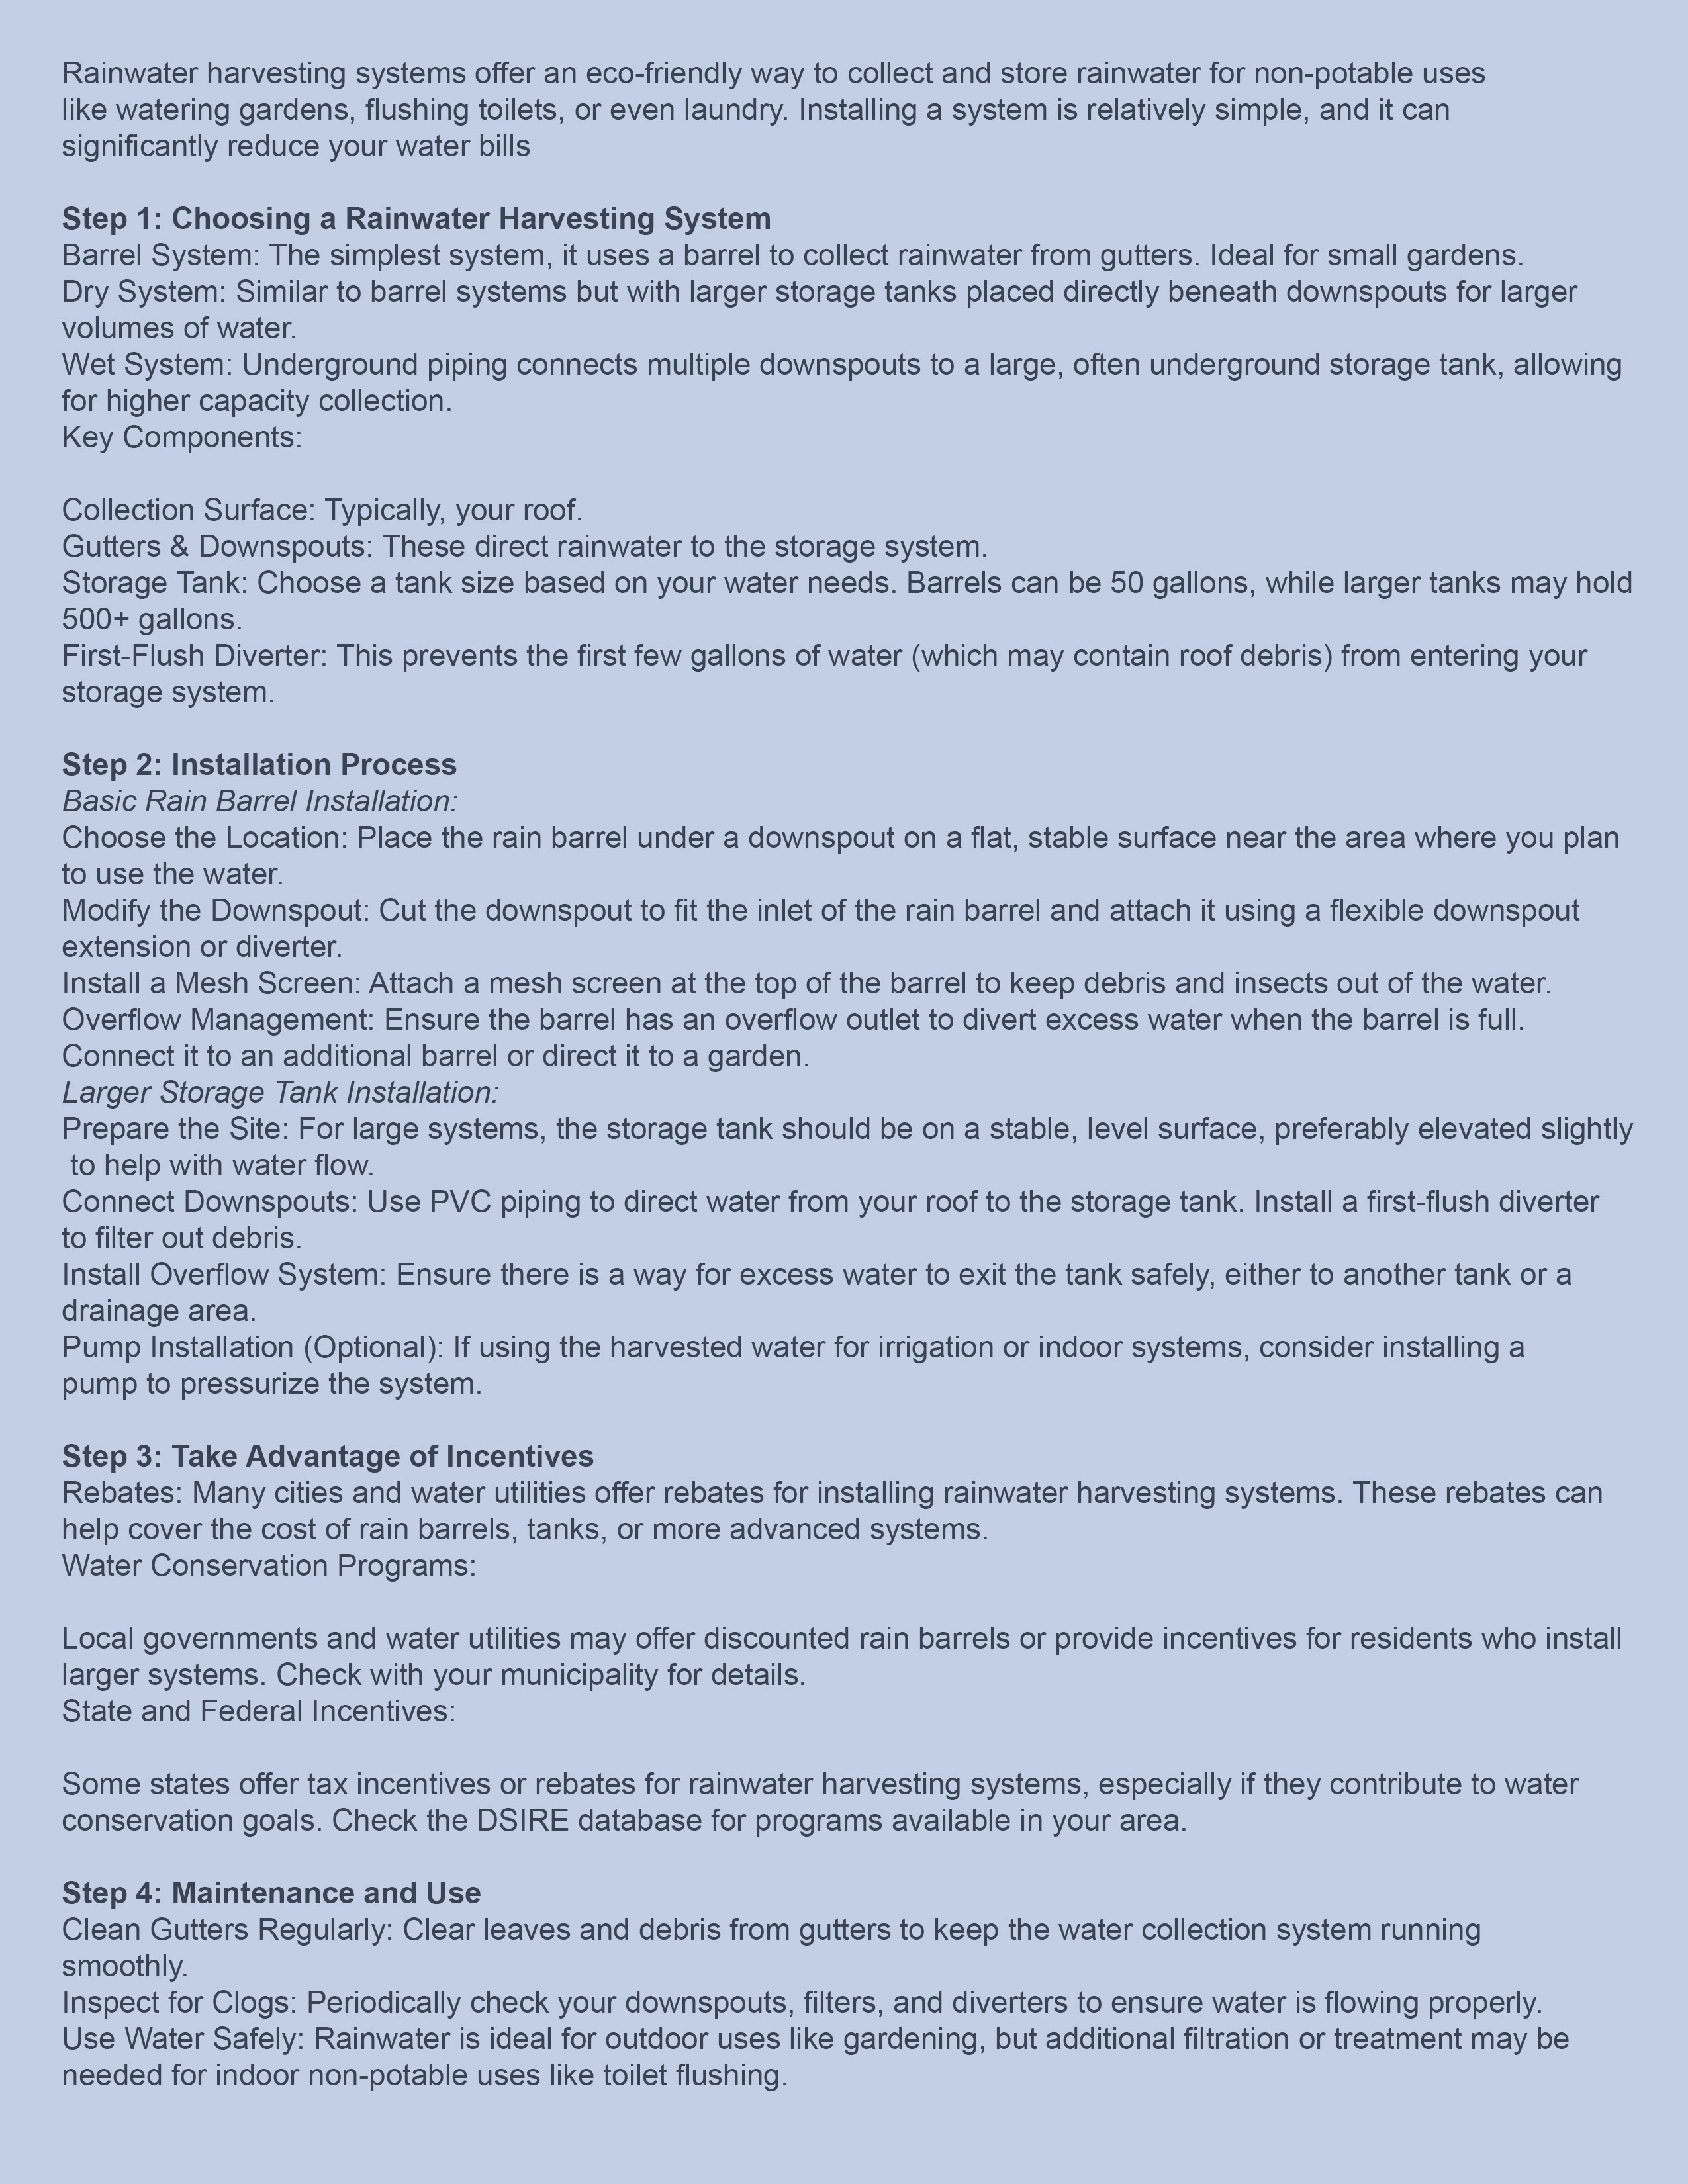 Rainwater harvesting systems offer an eco-friendly way to collect and store rainwater for non-potable uses
like watering gardens, flushing toilets, or even laundry. Installing a system is relatively simple, and it can
significantly reduce your water bills
Step 1: Choosing a Rainwater Harvesting System
Barrel System: The simplest system, it uses a barrel to collect rainwater from gutters. Ideal for small gardens.
Dry System: Similar to barrel systems but with larger storage tanks placed directly beneath downspouts for larger
volumes of water.
Wet System: Underground piping connects multiple downspouts to a large, often underground storage tank, allowing
for higher capacity collection.
Key Components:
Collection Surface: Typically, your roof.
Gutters & Downspouts: These direct rainwater to the storage system.
Storage Tank: Choose a tank size based on your water needs. Barrels can be 50 gallons, while larger tanks may hold
500+ gallons.
First-Flush Diverter: This prevents the first few gallons of water (which may contain roof debris) from entering your
storage system.
Step 2: Installation Process
Basic Rain Barrel Installation:
Choose the Location: Place the rain barrel under a downspout on a flat, stable surface near the area where you plan
to use the water.
Modify the Downspout: Cut the downspout to fit the inlet of the rain barrel and attach it using a flexible downspout
extension or diverter.
Install a Mesh Screen: Attach a mesh screen at the top of the barrel to keep debris and insects out of the water.
Overflow Management: Ensure the barrel has an overflow outlet to divert excess water when the barrel is full.
Connect it to an additional barrel or direct it to a garden.
Larger Storage Tank Installation:
Prepare the Site: For large systems, the storage tank should be on a stable, level surface, preferably elevated slightly
to help with water flow.
Connect Downspouts: Use PVC piping to direct water from your roof to the storage tank. Install a first-flush diverter
to filter out debris.
Install Overflow System: Ensure there is a way for excess water to exit the tank safely, either to another tank or a
drainage area.
Pump Installation (Optional): If using the harvested water for irrigation or indoor systems, consider installing a
pump to pressurize the system.
Step 3: Take Advantage of Incentives
Rebates: Many cities and water utilities offer rebates for installing rainwater harvesting systems. These rebates can
help cover the cost of rain barrels, tanks, or more advanced systems.
Water Conservation Programs:
Local governments and water utilities may offer discounted rain barrels or provide incentives for residents who install
larger systems. Check with your municipality for details.
State and Federal Incentives:
Some states offer tax incentives or rebates for rainwater harvesting systems, especially if they contribute to water
conservation goals. Check the DSIRE database for programs available in your area.
Step 4: Maintenance and Use
Clean Gutters Regularly: Clear leaves and debris from gutters to keep the water collection system running
smoothly.
Inspect for Clogs: Periodically check your downspouts, filters, and diverters to ensure water is flowing properly.
Use Water Safely: Rainwater is ideal for outdoor uses like gardening, but additional filtration or treatment may be
needed for indoor non-potable uses like toilet flushing.